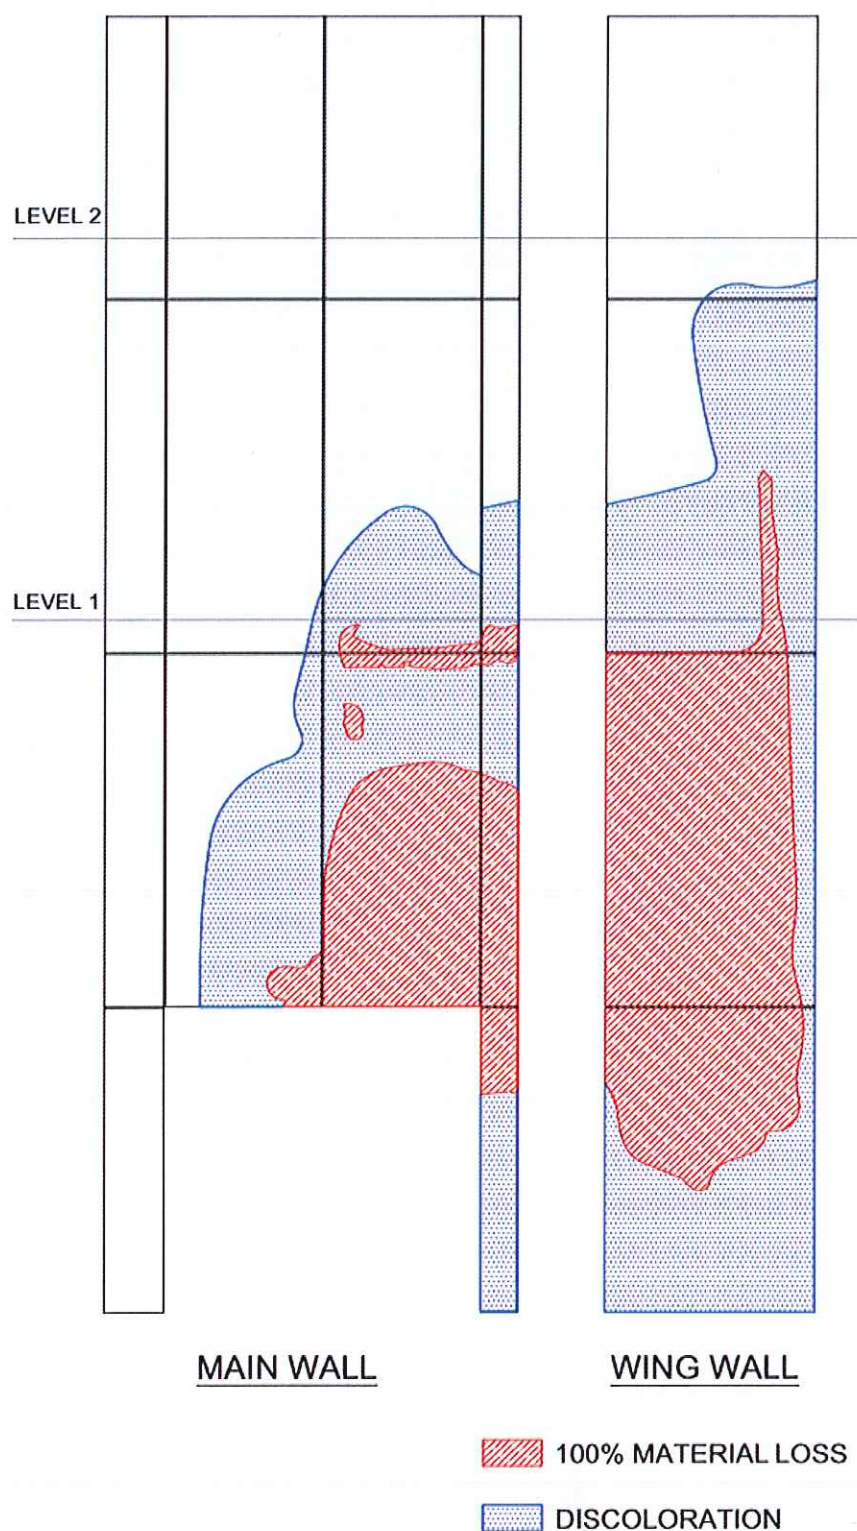 LEVEL 2
LEVEL 1
MAIN WALL
WING WALL
100% MATERIAL LOSS
DISCOLORATION